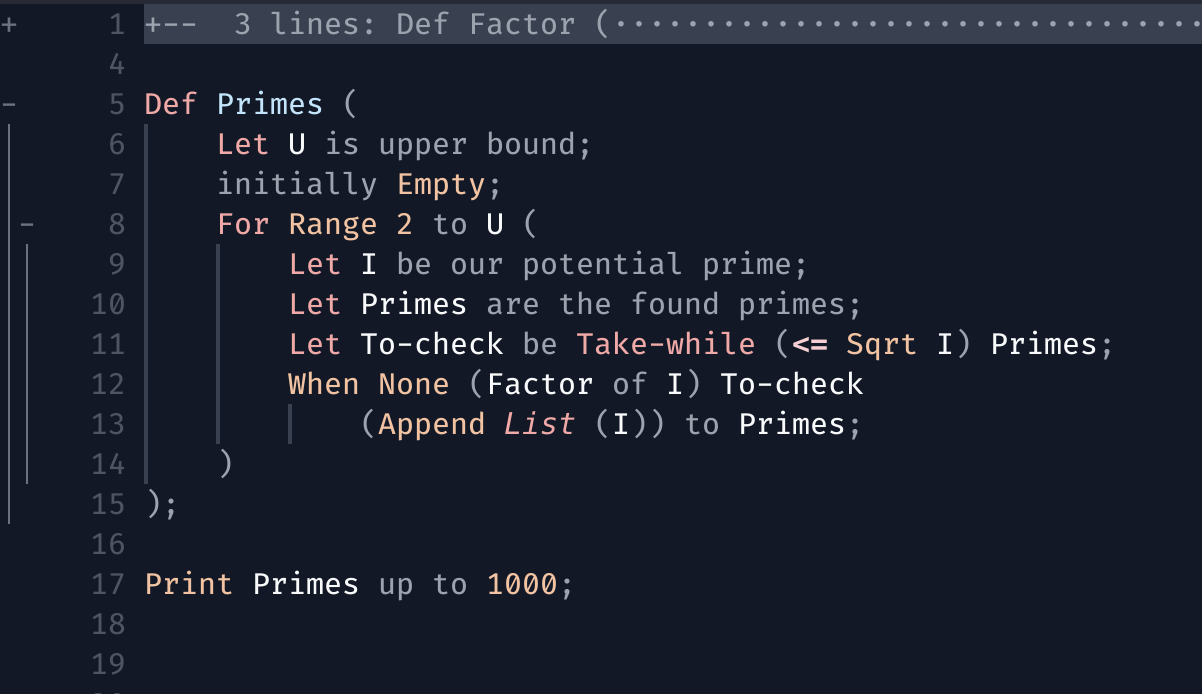 + 1 +-- 3 lines: Def Factor (·································
4
- 5 Def Primes (
6 Let U is upper bound;
7 initially Empty;
- 8 For Range 2 to U (
9 Let I be our potential prime;
10 Let Primes are the found primes;
11 Let To-check be Take-while (<= Sqrt I) Primes;
12 When None (Factor of I) To-check
13 (Append List (I)) to Primes;
14 )
15 );
16
17 Print Primes up to 1000;
18
19